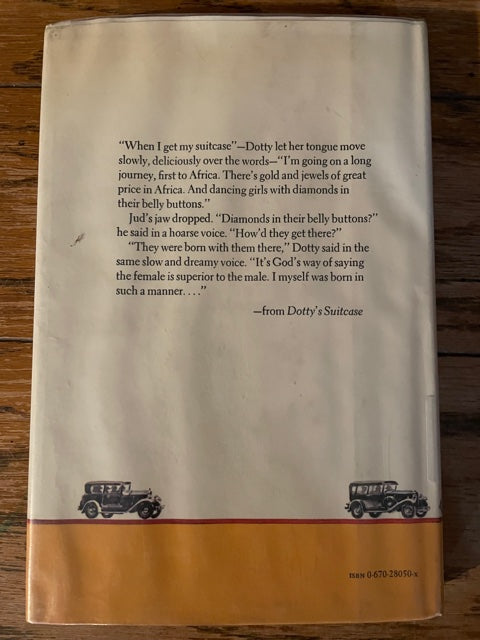 “When I get my suitcase”—Dotty let her tongue move
slowly, deliciously over the words—“I’m going on a long
journey, first to Africa. There’s gold and jewels of great
price in Africa. And dancing girls with diamonds in
their belly buttons.”
Jud’s jaw dropped. “Diamonds in their belly buttons?”
he said in a hoarse voice. “How’d they get there?”
“They were born with them there,” Dotty said in the
same slow and dreamy voice. “It’s God’s way of saying
the female is superior to the male. I myself was born in
such a manner. . . .”
—from Dotty’s Suitcase
ISBN 0-670-28050-x